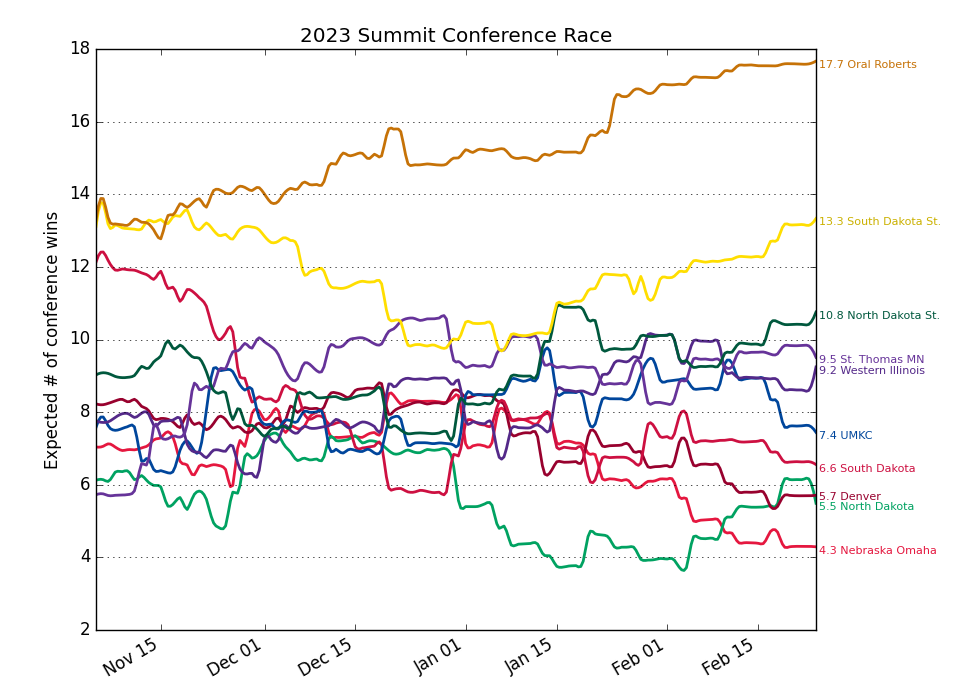 2023 Summit Conference Race
Expected # of conference wins
18
16
14
12
10
8
6
4
2
Nov 15
Dec 01
Dec 15
Jan 01
Jan 15
Feb 01
Feb 15
17.7 Oral Roberts
13.3 South Dakota St.
10.8 North Dakota St.
9.5 St. Thomas MN
9.2 Western Illinois
7.4 UMKC
6.6 South Dakota
5.7 Denver
5.5 North Dakota
4.3 Nebraska Omaha